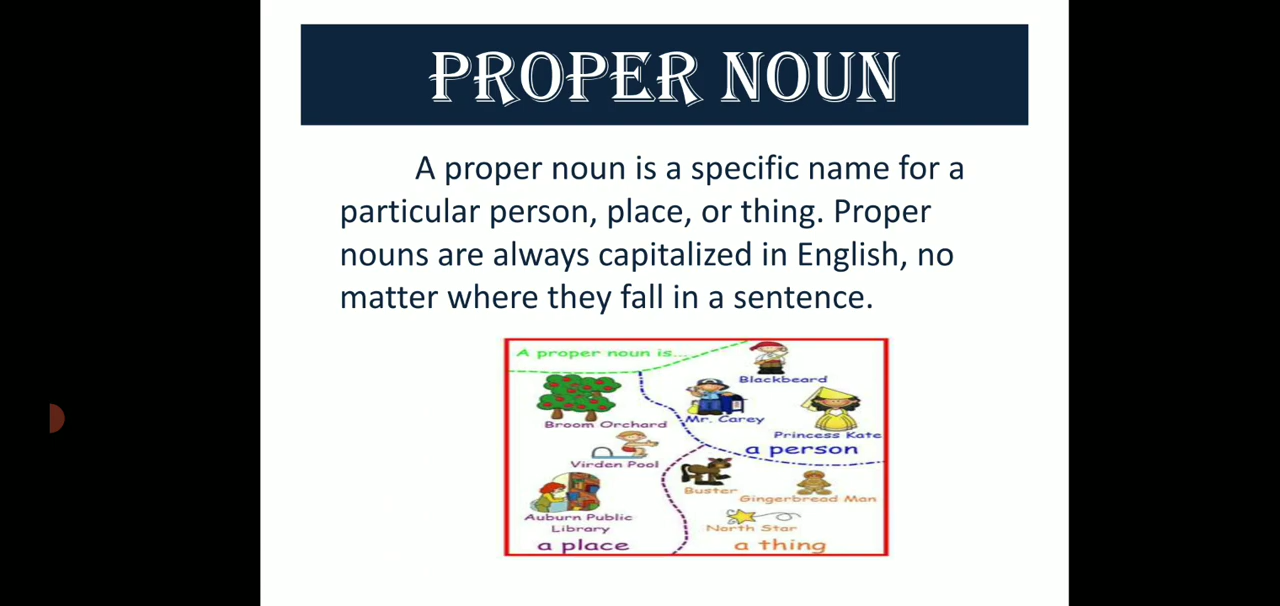 PROPER NOUN
A proper noun is a specific name for a
particular person, place, or thing. Proper
nouns are always capitalized in English, no
matter where they fall in a sentence.
A proper noun is...
Blackbeard
Mr. Carey
Princess Kate
a person
Broom Orchard
Virden Pool
Auburn Public
Library
a place
Buster
Gingerbread Man
North Star
a thing